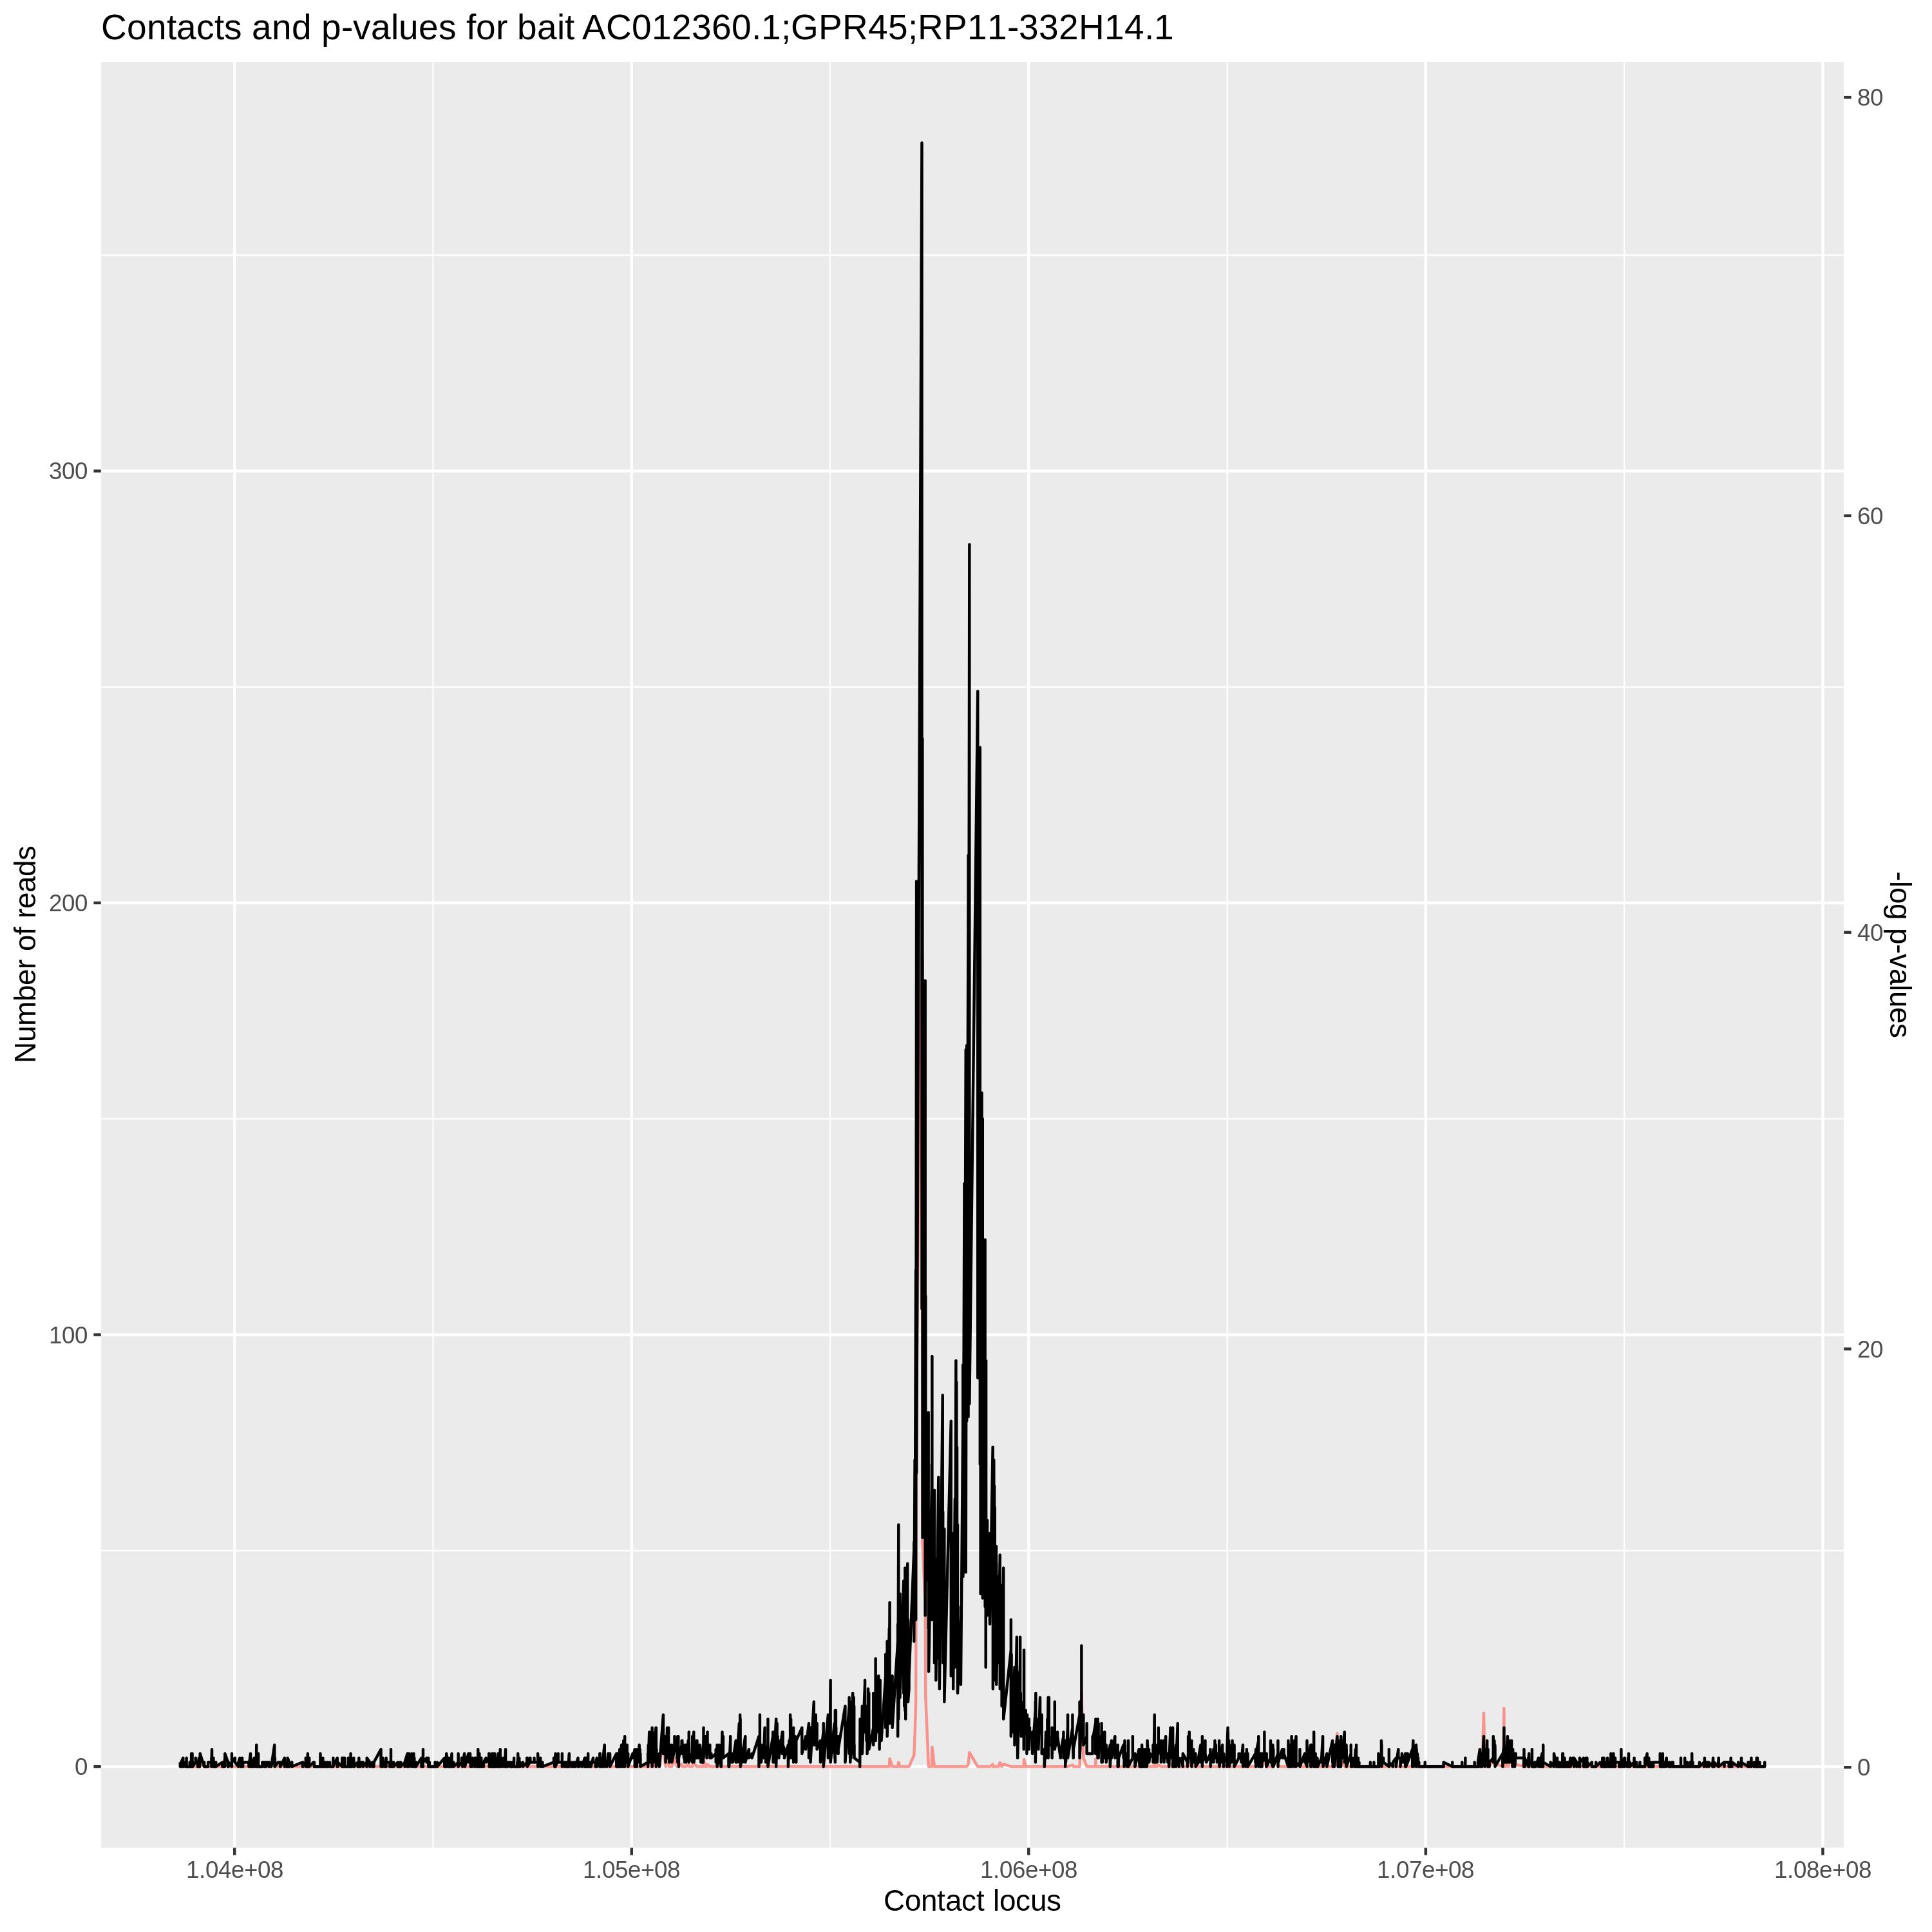 Contacts and p-values for bait AC012360.1;GPR45;RP11-332H14.1
80
60
40
20
0
300
200
100
0
Number of reads
-log p-values
1.04e+08 1.05e+08 1.06e+08 1.07e+08 1.08e+08
Contact locus